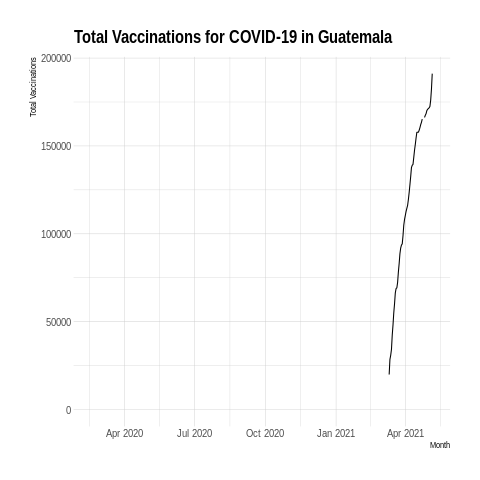 Total Vaccinations for COVID-19 in Guatemala
Total Vaccinations
200000
150000
100000
50000
0
Apr 2020 Jul 2020 Oct 2020 Jan 2021 Apr 2021
Month